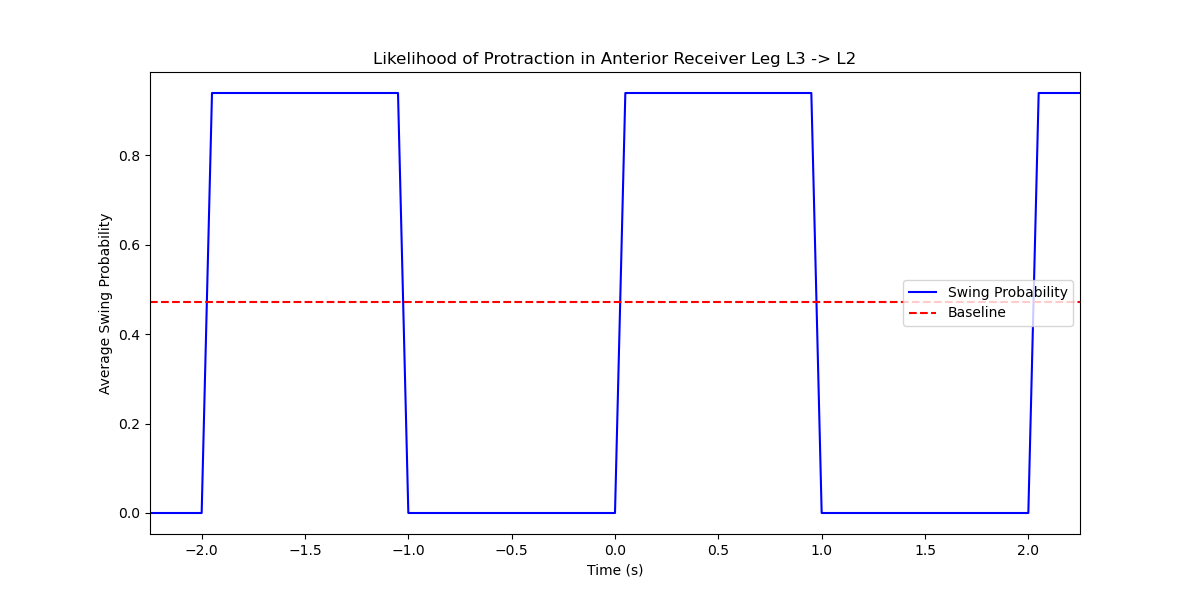 Likelihood of Protraction in Anterior Receiver Leg L3 -> L2
Average Swing Probability
0.8
0.6
0.4
0.2
0.0
Swing Probability
Baseline
−2.0
−1.5
−1.0
−0.5
0.0
0.5
1.0
1.5
2.0
Time (s)